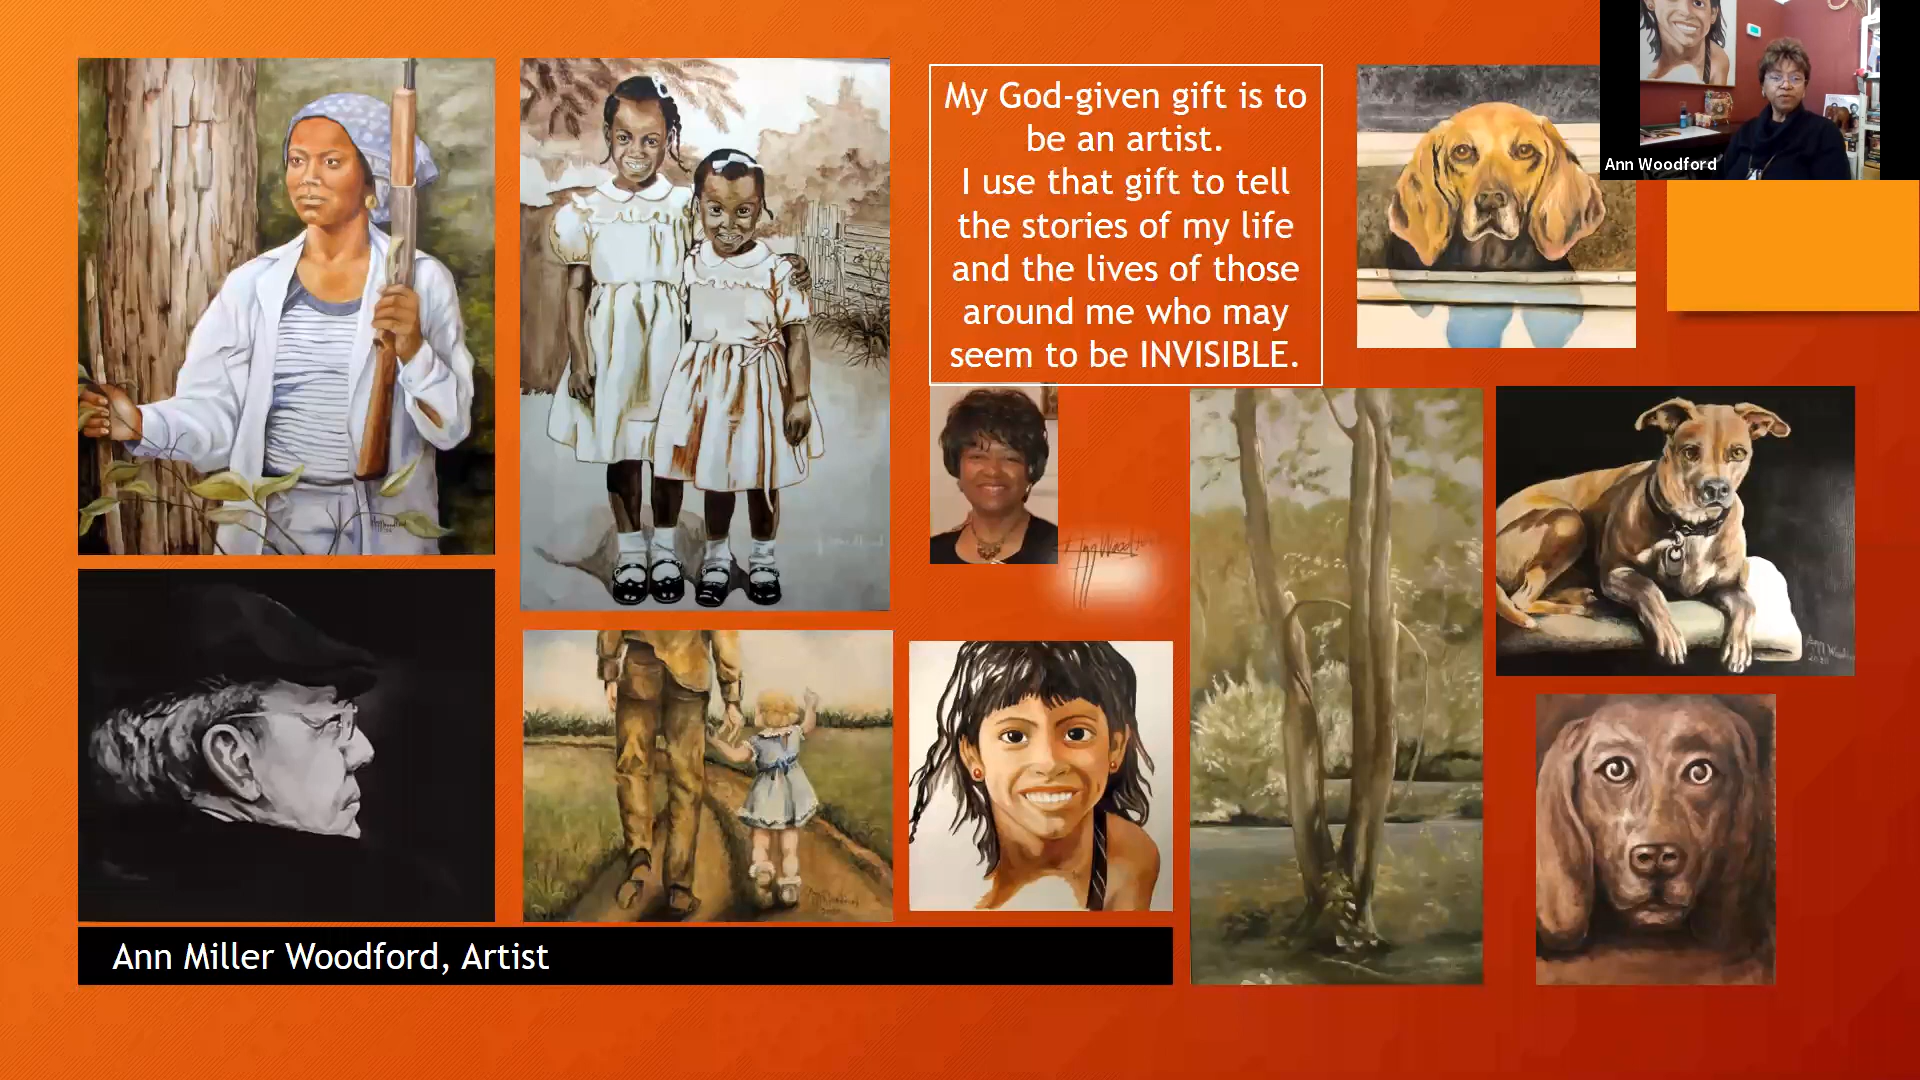 My God-given gift is to
be an artist.
I use that gift to tell
the stories of my life
and the lives of those
around me who may
seem to be INVISIBLE.
Ann Woodford
Ann Miller Woodford, Artist